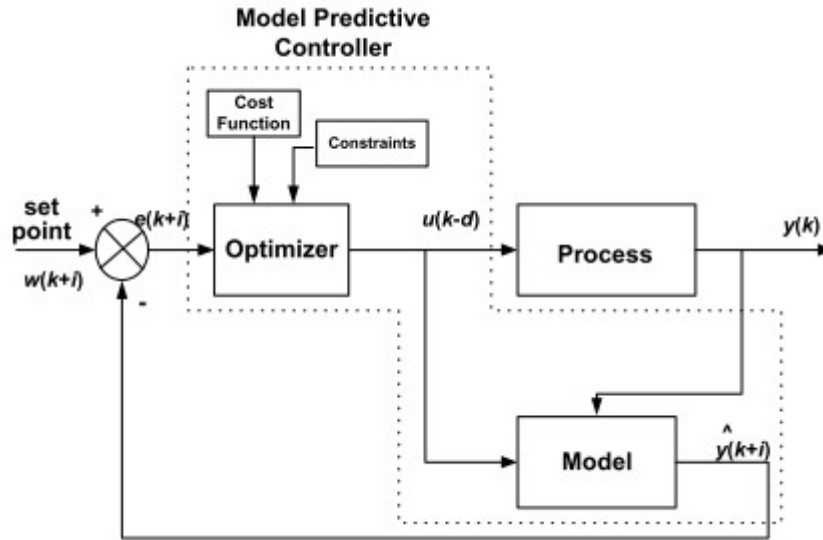 Model Predictive
Controller
Cost
Function
Constraints
set
point
+
e(k+i)
w(k+i)
-
Optimizer
u(k-d)
Process
y(k)
Model
^
y(k+i)